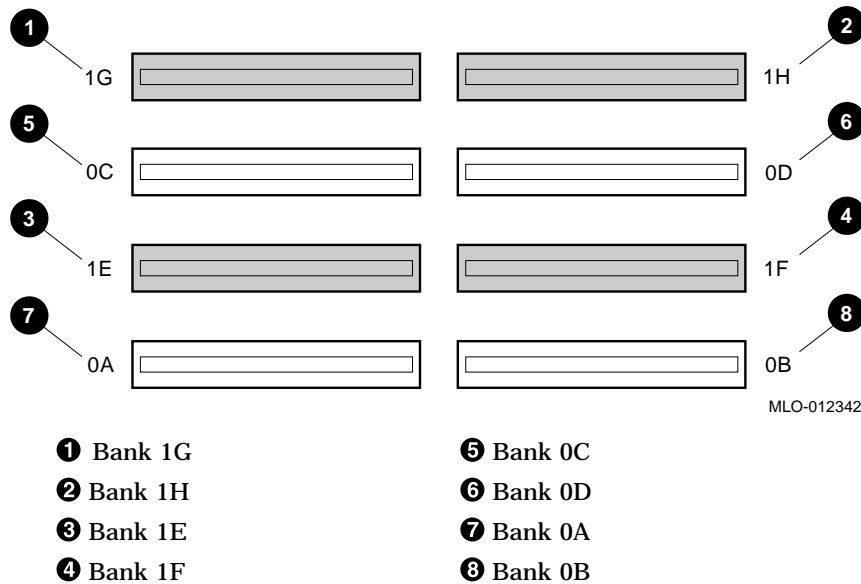 1 2
1G 1H
5 6
0C 0D
3 4
1E 1F
7 8
0A 0B
MLO-012342
1 Bank 1G
2 Bank 1H
3 Bank 1E
4 Bank 1F
5 Bank 0C
6 Bank 0D
7 Bank 0A
8 Bank 0B